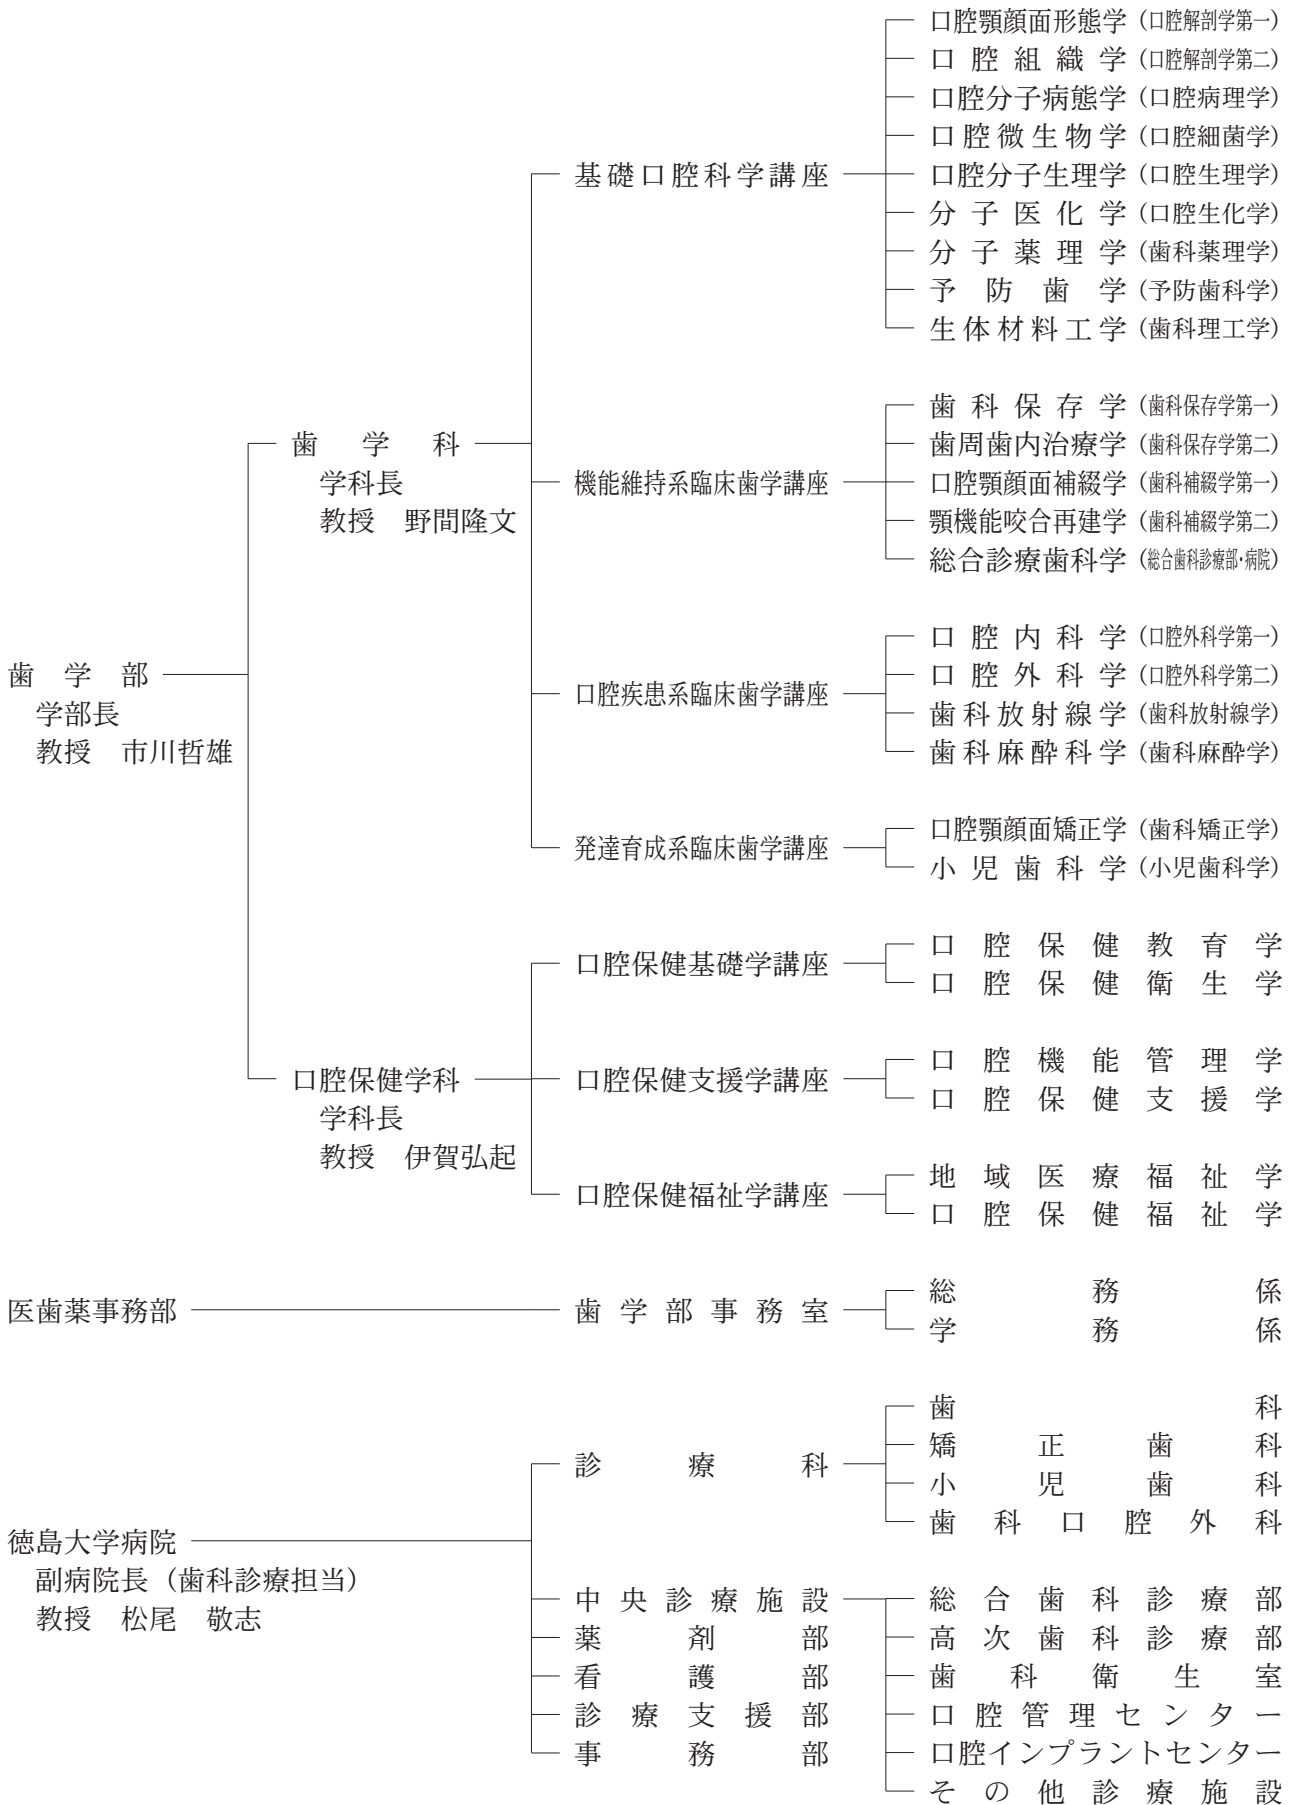 口腔顎顔面形態学（口腔解剖学第一）
口腔組織学（口腔解剖学第二）
口腔分子病態学（口腔病理学）
口腔微生物学（口腔細菌学）
基礎口腔科学講座
口腔分子生理学（口腔生理学）
分子医化学（口腔生化学）
分子薬理学（歯科薬理学）
予防歯学（予防歯科学）
生体材料工学（歯科理工学）
歯科保存学（歯科保存学第一）
歯学科
歯周歯内治療学（歯科保存学第二）
学科長
機能維持系臨床歯学講座
口腔顎顔面補綴学（歯科補綴学第一）
教授　野間隆文
顎機能咬合再建学（歯科補綴学第二）
総合診療歯科学（総合歯科診療部・病院）
口腔内科学（口腔外科学第一）
歯学部
口腔外科学（口腔外科学第二）
口腔疾患系臨床歯学講座
学部長
歯科放射線学（歯科放射線学）
教授　市川哲雄
歯科麻酔科学（歯科麻酔学）
口腔顎顔面矯正学（歯科矯正学）
発達育成系臨床歯学講座
小児歯科学（小児歯科学）
口腔保健教育学
口腔保健基礎学講座
口腔保健衛生学
口腔機能管理学
口腔保健学科
口腔保健支援学講座
口腔保健支援学
学科長
教授　伊賀弘起
地域医療福祉学
口腔保健福祉学講座
口腔保健福祉学
総務係
医歯薬事務部
歯学部事務室
学務係
歯科
矯正歯科
診療科
小児歯科
歯科口腔外科
徳島大学病院
副病院長（歯科診療担当）
教授　松尾　敬志
中央診療施設
総合歯科診療部
薬剤部
高次歯科診療部
看護部
歯科衛生室
診療支援部
口腔管理センター
事務部
口腔インプラントセンター
その他診療施設